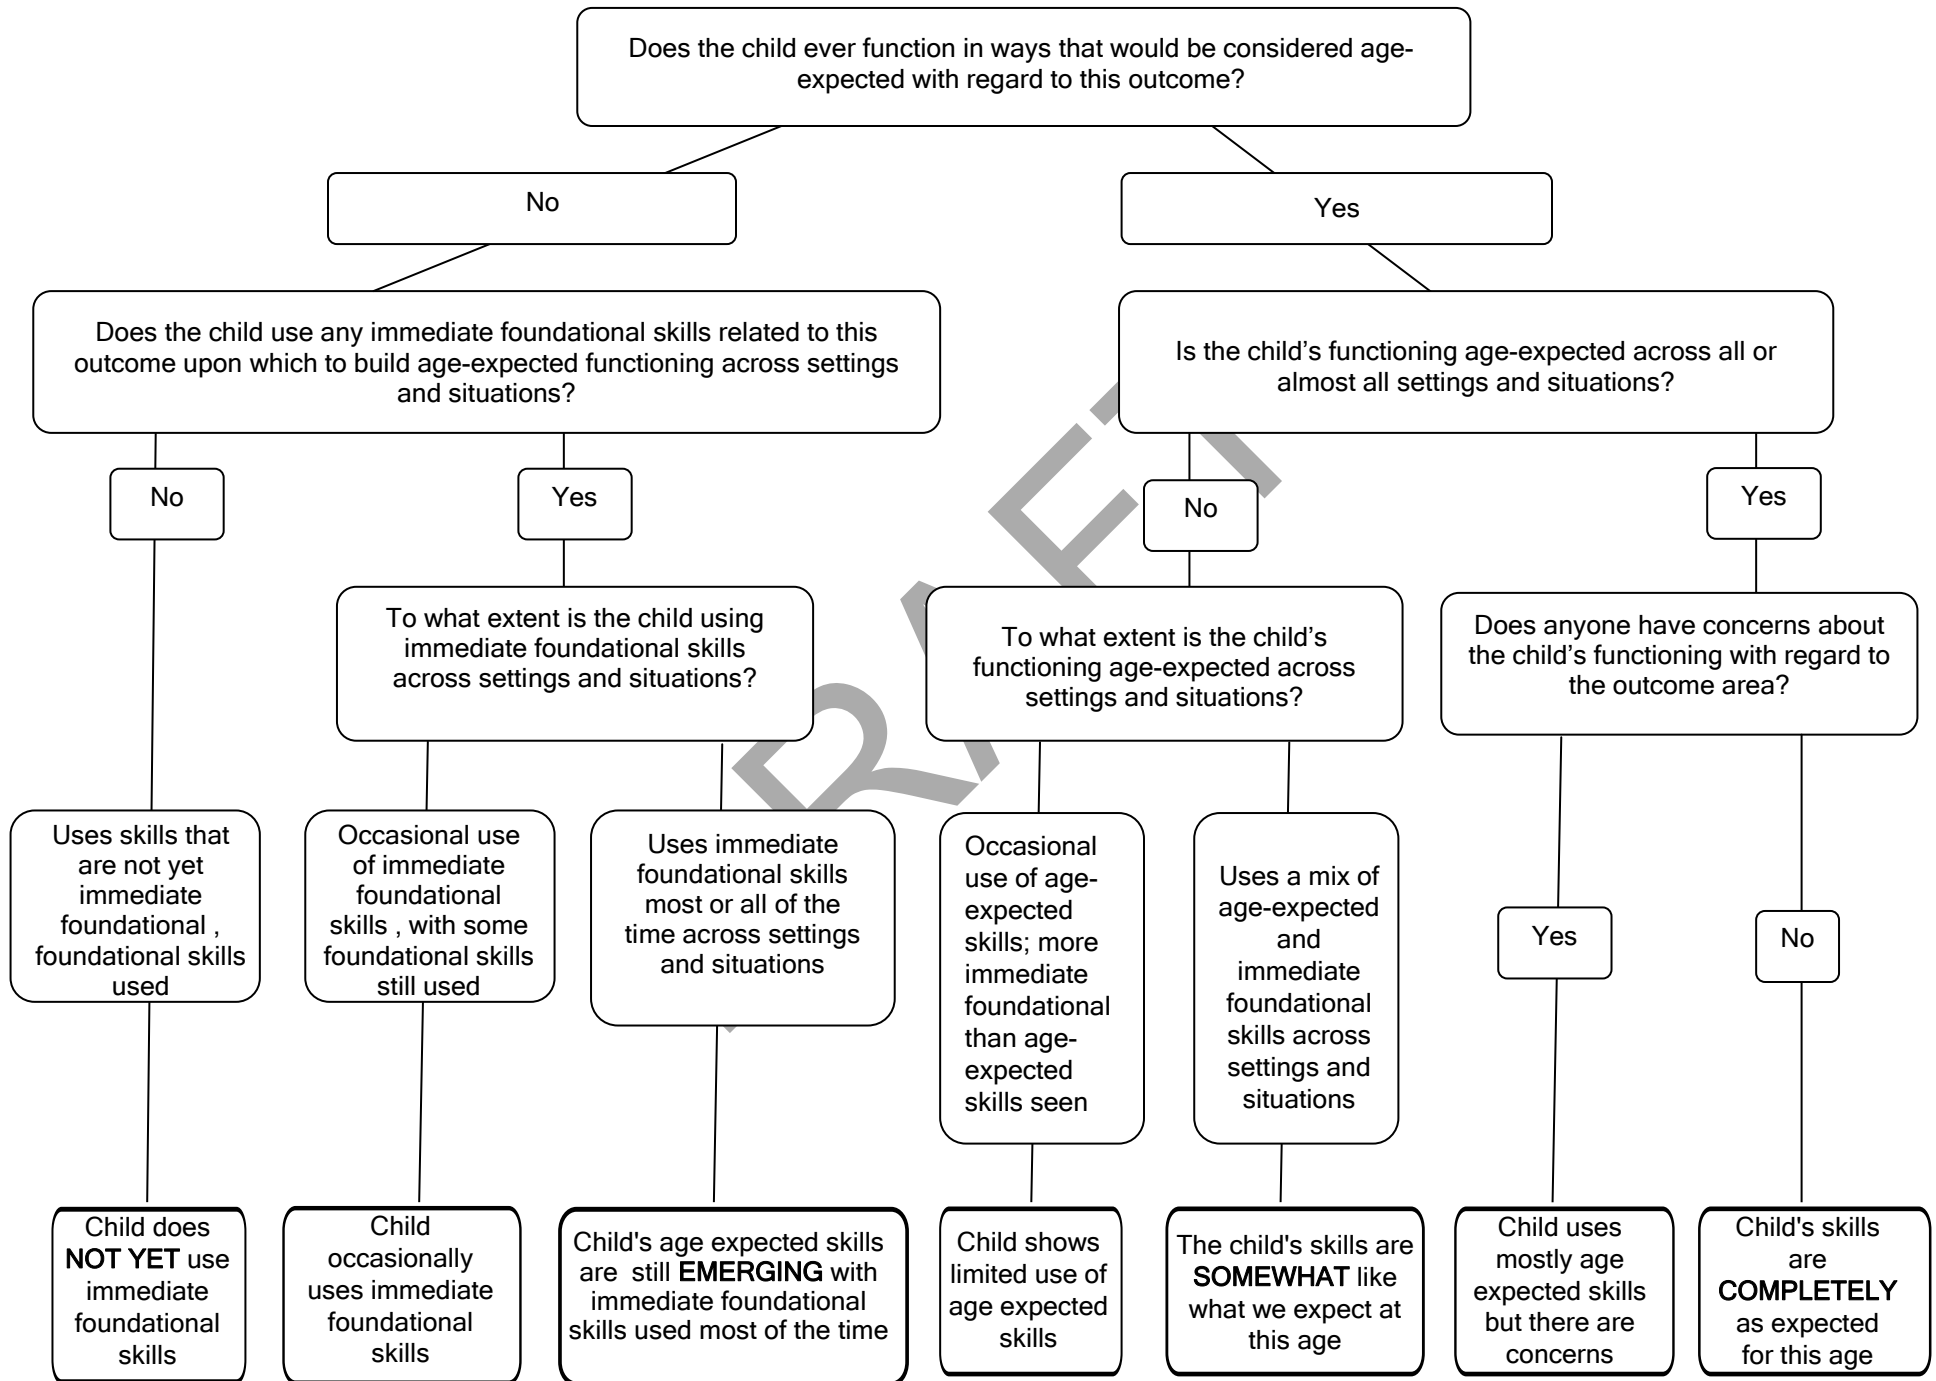 Does the child ever function in ways that would be considered age-
expected with regard to this outcome?
No
Yes
Does the child use any immediate foundational skills related to this
outcome upon which to build age-expected functioning across settings
and situations?
Is the child’s functioning age-expected across all or
almost all settings and situations?
No
Yes
No
Yes
To what extent is the child using
immediate foundational skills
across settings and situations?
To what extent is the child’s
functioning age-expected across
settings and situations?
Does anyone have concerns about
the child’s functioning with regard to
the outcome area?
Uses skills that
are not yet
immediate
foundational ,
foundational skills
used
Occasional use
of immediate
foundational
skills , with some
foundational skills
still used
Uses immediate
foundational skills
most or all of the
time across settings
and situations
Occasional
use of age-
expected
skills; more
immediate
foundational
than age-
expected
skills seen
Uses a mix of
age-expected
and
immediate
foundational
skills across
settings and
situations
Yes
No
Child does
NOT YET use
immediate
foundational
skills
Child
occasionally
uses immediate
foundational
skills
Child's age expected skills
are still EMERGING with
immediate foundational
skills used most of the time
Child shows
limited use of
age expected
skills
The child's skills are
SOMEWHAT like
what we expect at
this age
Child uses
mostly age
expected skills
but there are
concerns
Child's skills
are
COMPLETELY
as expected
for this age